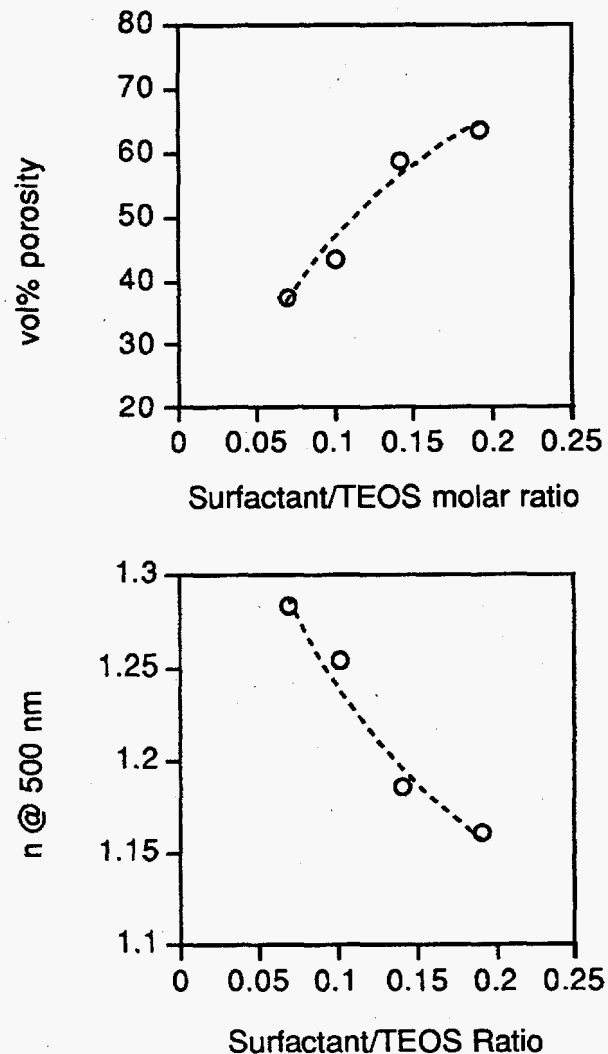 80
70
60
50
40
30
20
vol% porosity
0 0.05 0.1 0.15 0.2 0.25
Surfactant/TEOS molar ratio
1.3
1.25
1.2
1.15
1.1
n @ 500 nm
0 0.05 0.1 0.15 0.2 0.25
Surfactant/TEOS Ratio